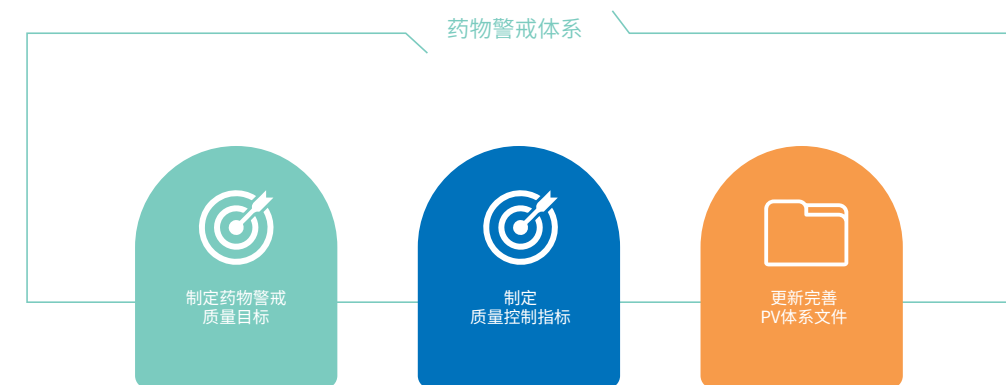 药物警戒体系
制定药物警戒
质量目标
制定
质量控制指标
更新完善
PV体系文件